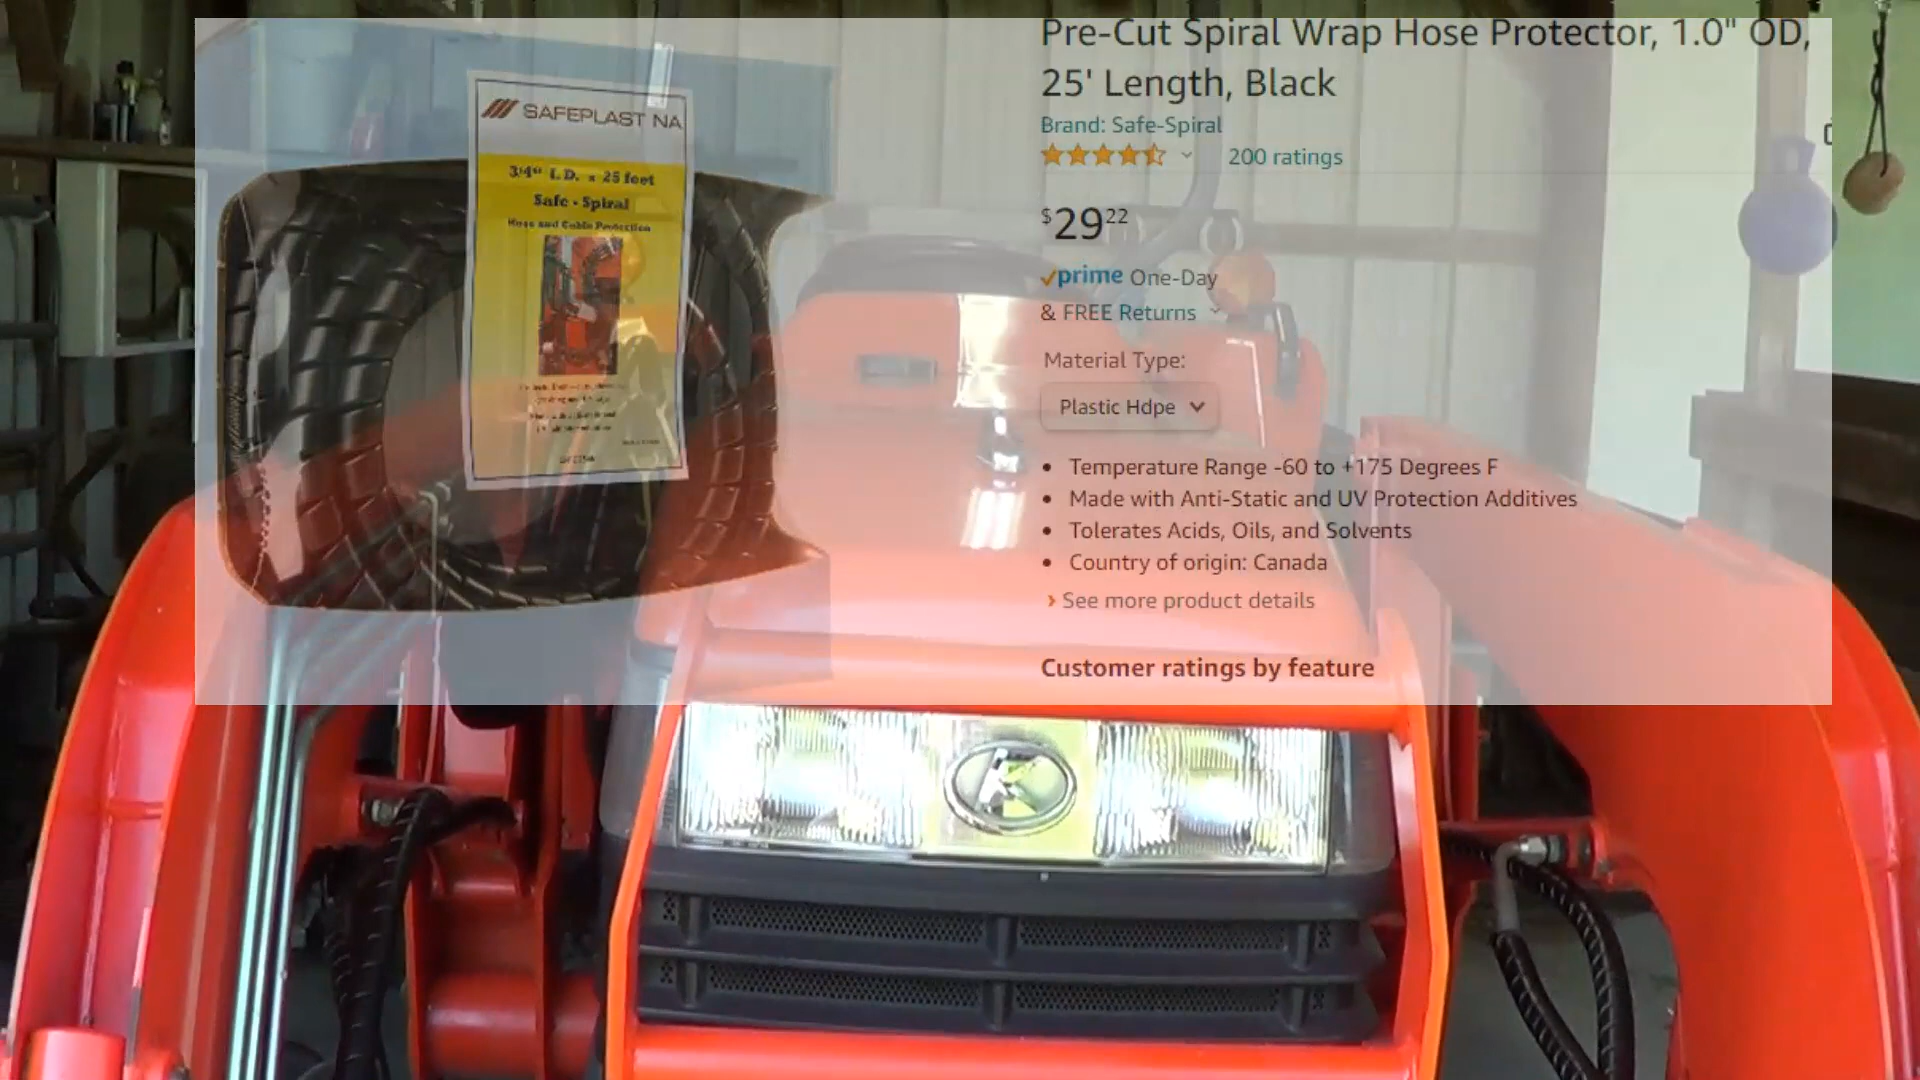 SAFEPLAST NA
3/4" I.D. x 25 feet
Safe - Spiral
Hose and Cable Protection
Pre-Cut Spiral Wrap Hose Protector, 1.0" OD,
25' Length, Black
Brand: Safe-Spiral
200 ratings
$29 22
prime One-Day
& FREE Returns
Material Type:
Plastic Hdpe
Temperature Range -60 to +175 Degrees F
Made with Anti-Static and UV Protection Additives
Tolerates Acids, Oils, and Solvents
Country of origin: Canada
› See more product details
Customer ratings by feature